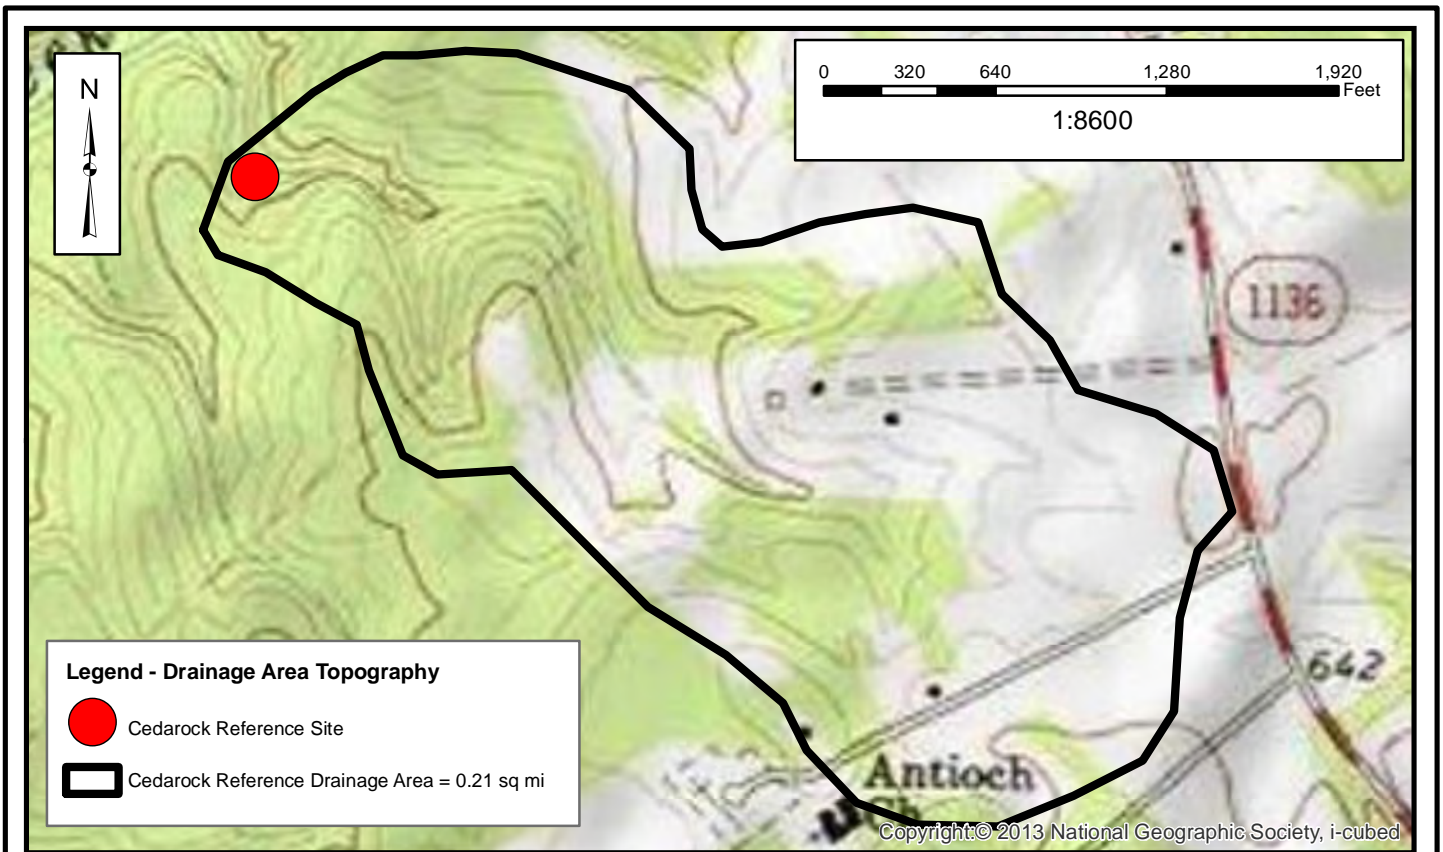 N
0 320 640 1,280 1,920
Feet
1:8600
1136
642
Legend - Drainage Area Topography
Cedarock Reference Site
Cedarock Reference Drainage Area = 0.21 sq mi
Antioch
Ch
Copyright:© 2013 National Geographic Society, i-cubed